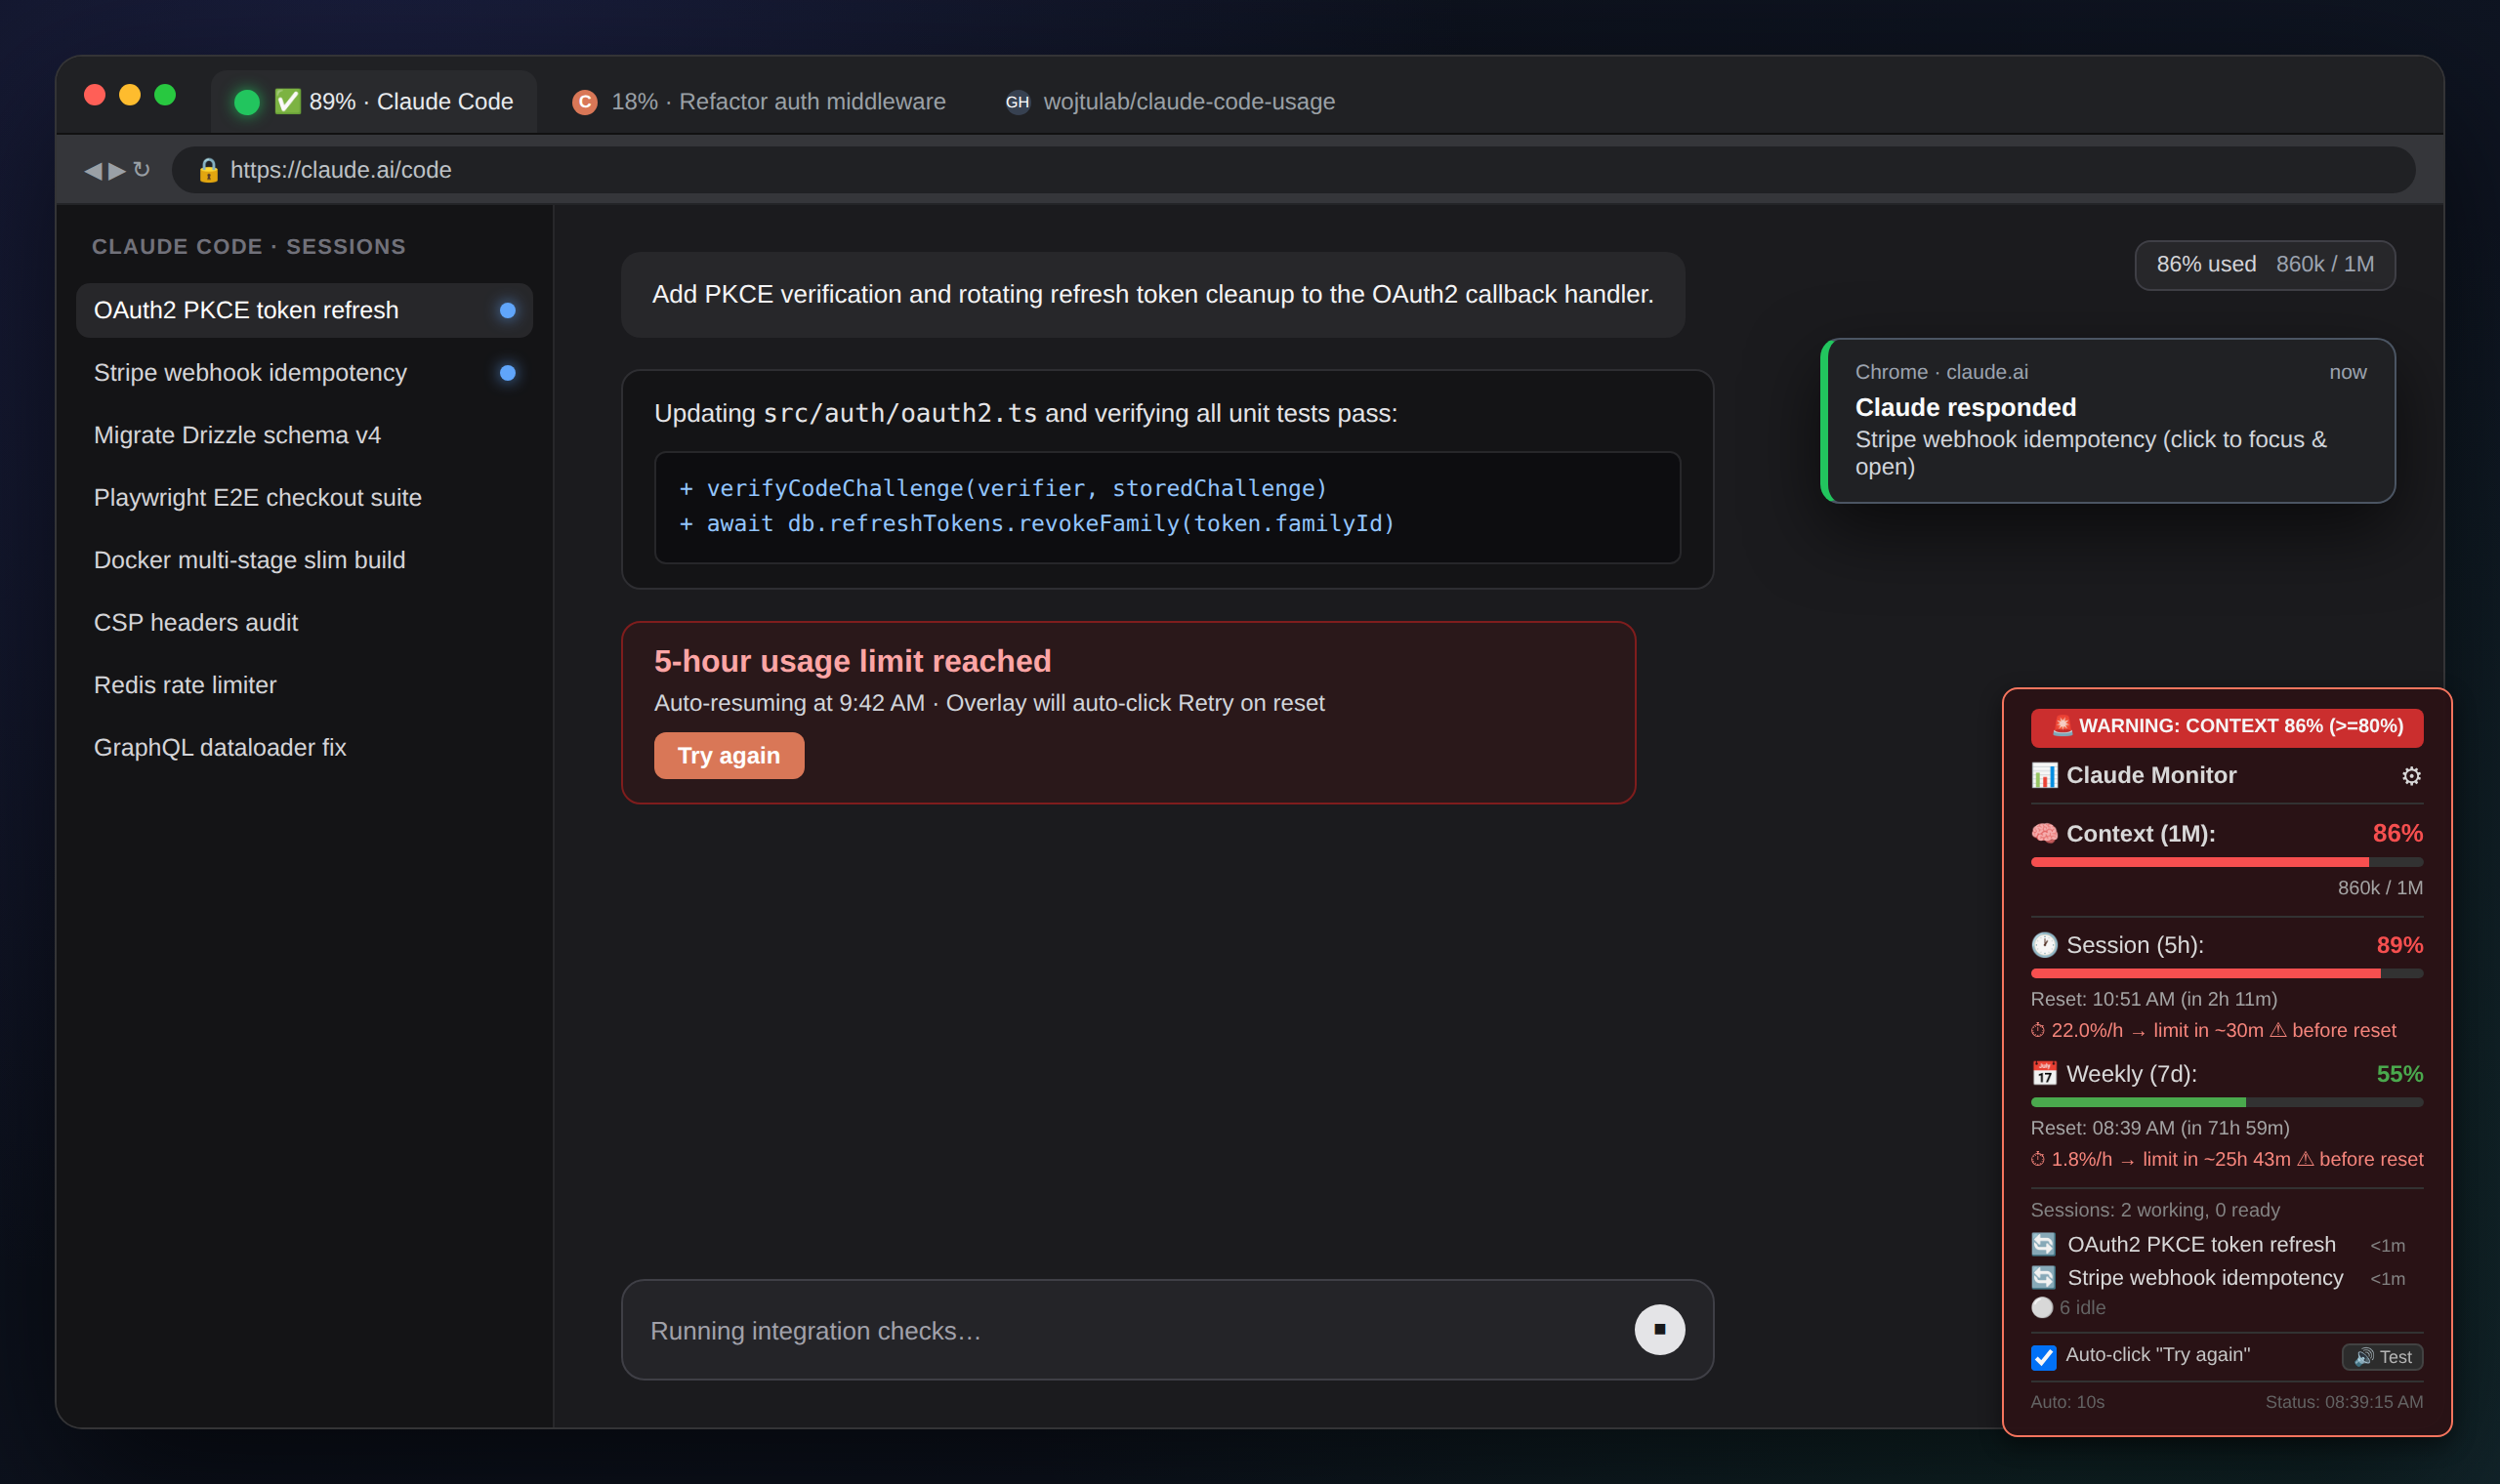 ✅ 89% · Claude Code
C 18% · Refactor auth middleware
GH wojtulab/claude-code-usage
◀ ▶ ↻ 🔒 https://claude.ai/code
CLAUDE CODE · SESSIONS
OAuth2 PKCE token refresh
Stripe webhook idempotency
Migrate Drizzle schema v4
Playwright E2E checkout suite
Docker multi-stage slim build
CSP headers audit
Redis rate limiter
GraphQL dataloader fix
Add PKCE verification and rotating refresh token cleanup to the OAuth2 callback handler.
Updating src/auth/oauth2.ts and verifying all unit tests pass:
+ verifyCodeChallenge(verifier, storedChallenge)
+ await db.refreshTokens.revokeFamily(token.familyId)
5-hour usage limit reached
Auto-resuming at 9:42 AM · Overlay will auto-click Retry on reset
Try again
Running integration checks…
86% used 860k / 1M
Chrome · claude.ai now
Claude responded
Stripe webhook idempotency (click to focus &
open)
🚨 WARNING: CONTEXT 86% (>=80%)
📊 Claude Monitor ⚙
🧠 Context (1M): 86%
860k / 1M
🕐 Session (5h): 89%
Reset: 10:51 AM (in 2h 11m)
⏱ 22.0%/h → limit in ~30m ⚠ before reset
📅 Weekly (7d): 55%
Reset: 08:39 AM (in 71h 59m)
⏱ 1.8%/h → limit in ~25h 43m ⚠ before reset
Sessions: 2 working, 0 ready
🔄 OAuth2 PKCE token refresh <1m
🔄 Stripe webhook idempotency <1m
⚪ 6 idle
Auto-click "Try again" 🔊 Test
Auto: 10s Status: 08:39:15 AM